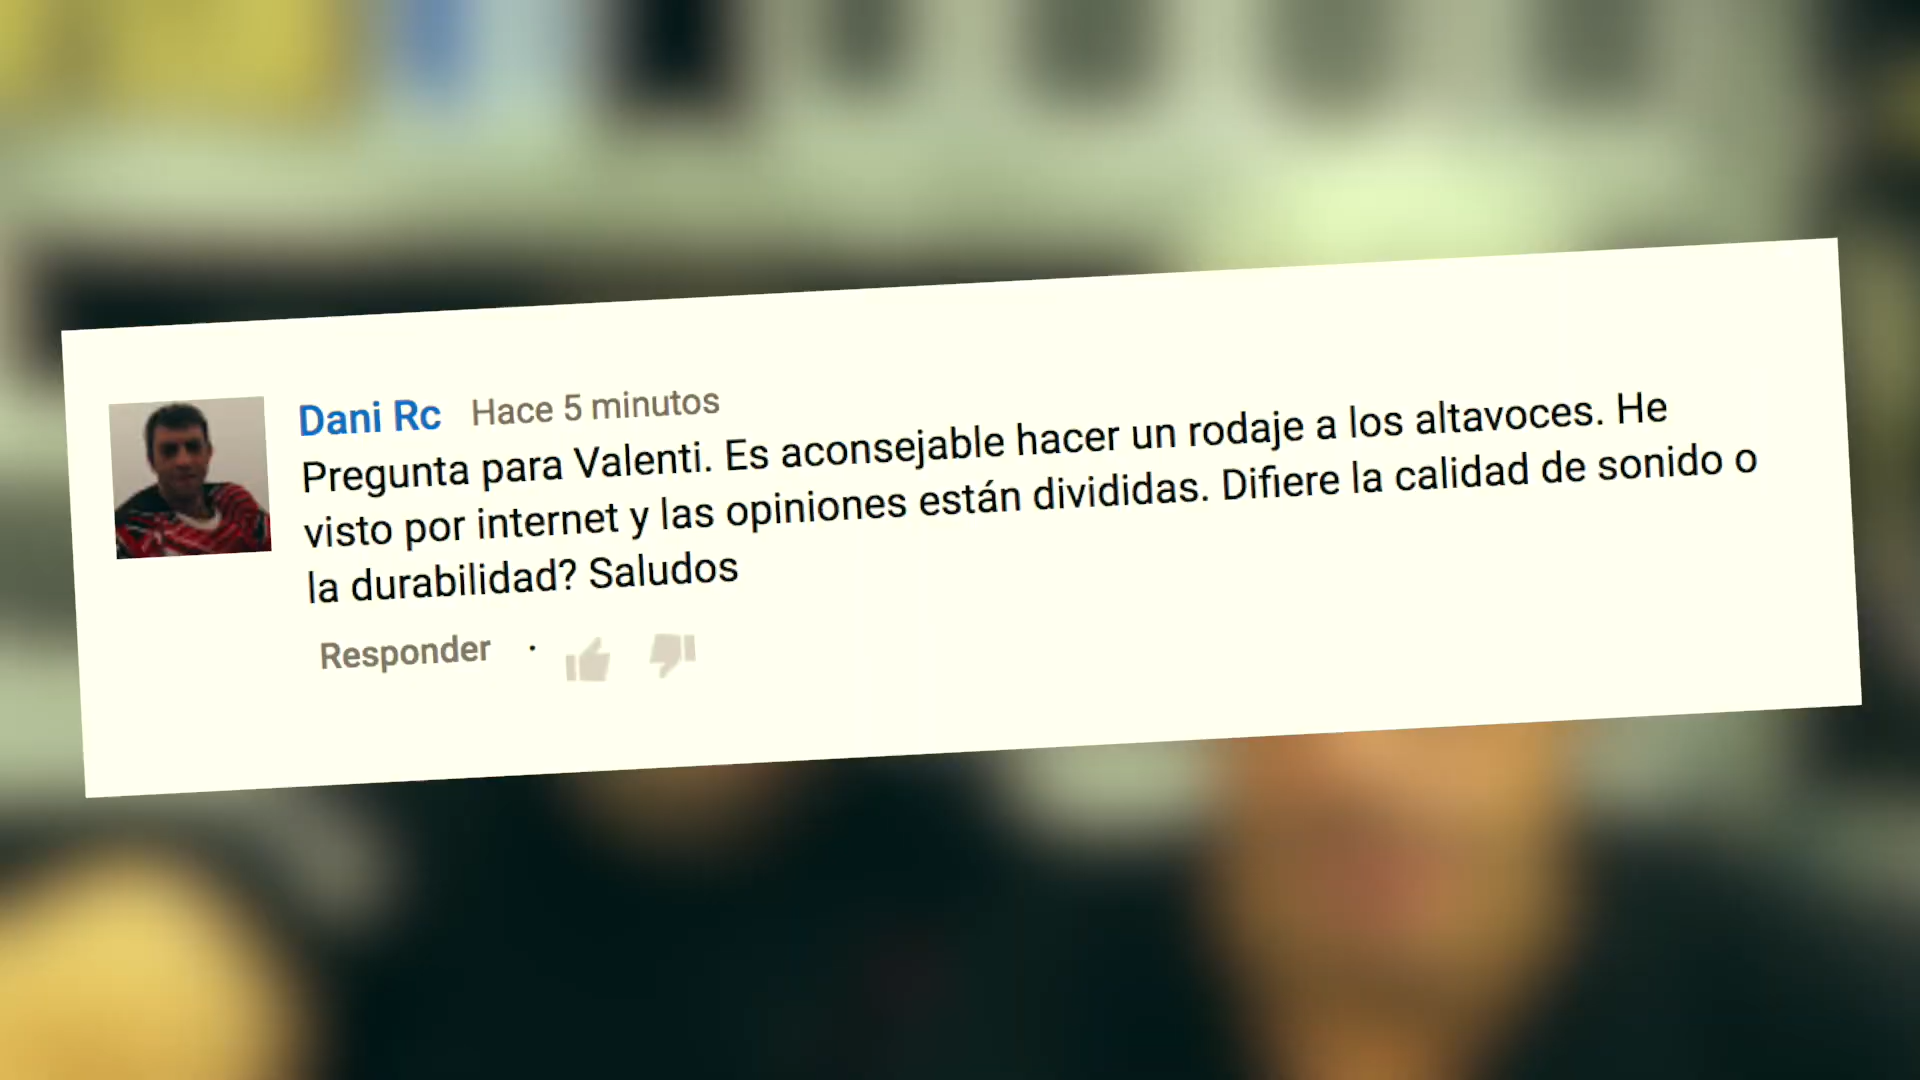 Dani Rc Hace 5 minutos
Pregunta para Valenti. Es aconsejable hacer un rodaje a los altavoces. He
visto por internet y las opiniones están divididas. Difiere la calidad de sonido o
la durabilidad? Saludos
Responder ·